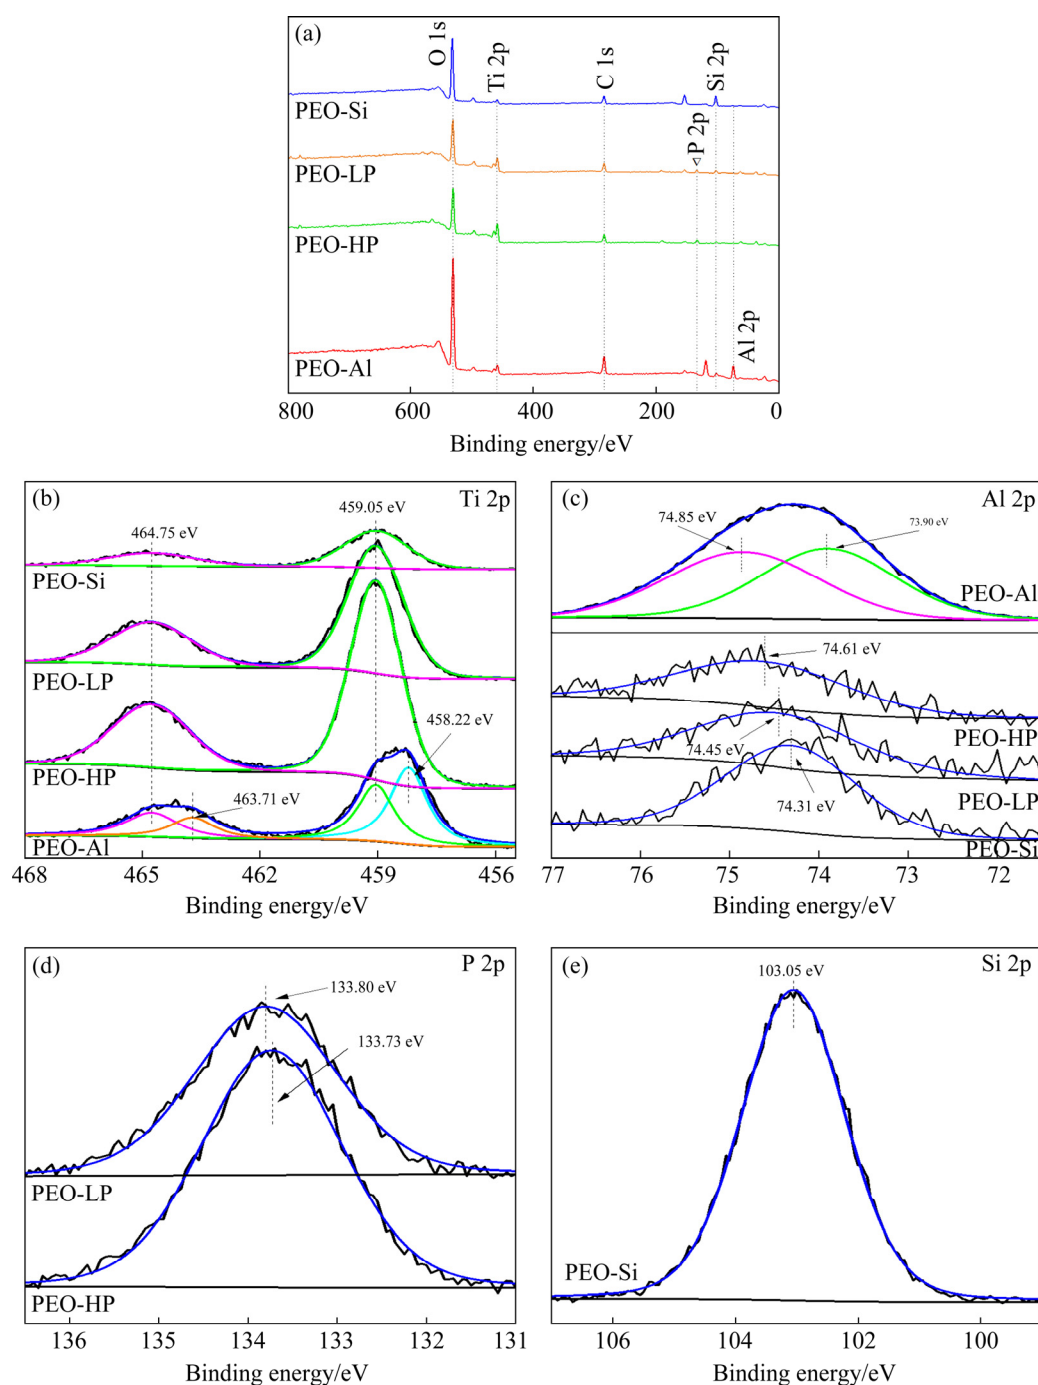 (a)
O 1s
Ti 2p
C 1s
Si 2p
P 2p
Al 2p
PEO-Si
PEO-LP
PEO-HP
PEO-Al
800 600 400 200 0
Binding energy/eV
(b) Ti 2p
459.05 eV
464.75 eV
PEO-Si
PEO-LP
458.22 eV
PEO-HP
463.71 eV
PEO-Al
468 465 462 459 456
Binding energy/eV
(c) Al 2p
74.85 eV
73.90 eV
PEO-Al
74.61 eV
PEO-HP
74.45 eV
PEO-LP
74.31 eV
PEO-Si
77 76 75 74 73 72
Binding energy/eV
(d) P 2p
133.80 eV
133.73 eV
PEO-LP
PEO-HP
136 135 134 133 132 131
Binding energy/eV
(e) Si 2p
103.05 eV
PEO-Si
106 104 102 100
Binding energy/eV